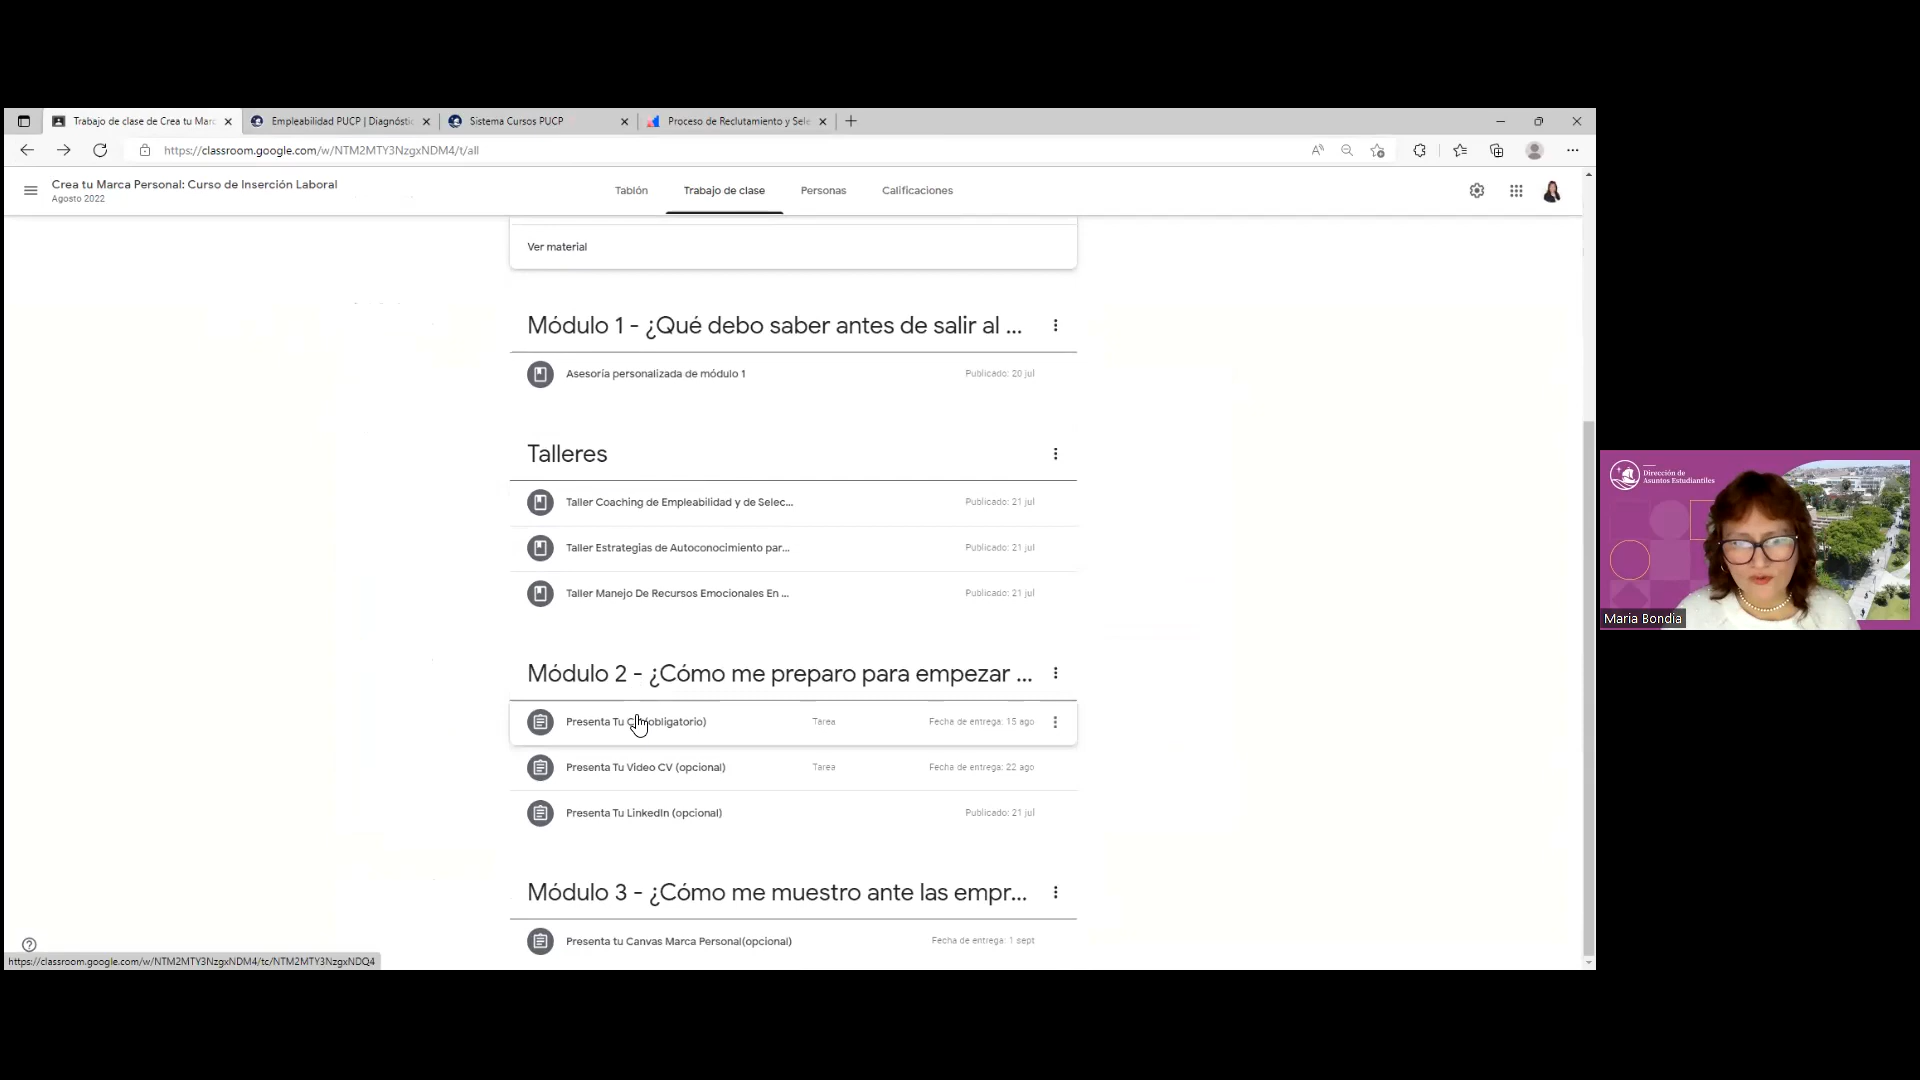 Trabajo de clase de Crea tu Marc
Empleabilidad PUCP | Diagnóstic
Sistema Cursos PUCP
Proceso de Reclutamiento y Sele
https://classroom.google.com/w/NTM2MTY3NzgxNDM4/t/all
Crea tu Marca Personal: Curso de Inserción Laboral
Agosto 2022
Tablón
Trabajo de clase
Personas
Calificaciones
Ver material
Módulo 1 - ¿Qué debo saber antes de salir al ...
Asesoría personalizada de módulo 1
Publicado: 20 jul
Talleres
Taller Coaching de Empleabilidad y de Selec...
Publicado: 21 jul
Taller Estrategias de Autoconocimiento par...
Publicado: 21 jul
Taller Manejo De Recursos Emocionales En ...
Publicado: 21 jul
Módulo 2 - ¿Cómo me preparo para empezar ...
Presenta Tu (obligatorio)
Tarea
Fecha de entrega: 15 ago
Presenta Tu Video CV (opcional)
Tarea
Fecha de entrega: 22 ago
Presenta Tu LinkedIn (opcional)
Publicado: 21 jul
Módulo 3 - ¿Cómo me muestro ante las empr...
Presenta tu Canvas Marca Personal(opcional)
Fecha de entrega: 1 sept
https://classroom.google.com/w/NTM2MTY3NzgxNDM4/tc/NTM2MTY3NzgxNDQ4
Dirección de
Asuntos Estudiantiles
Maria Bondia